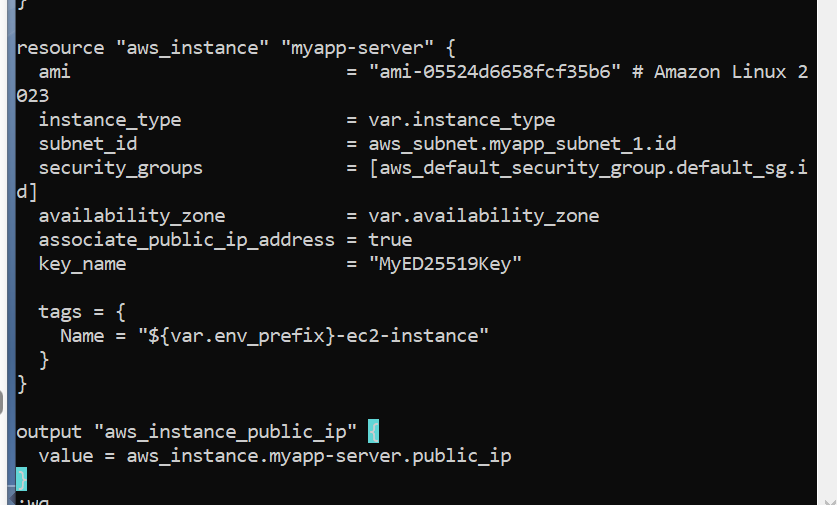 }
resource "aws_instance" "myapp-server" {
  ami                         = "ami-05524d6658fcf35b6" # Amazon Linux 2
023
  instance_type               = var.instance_type
  subnet_id                   = aws_subnet.myapp_subnet_1.id
  security_groups             = [aws_default_security_group.default_sg.i
d]
  availability_zone           = var.availability_zone
  associate_public_ip_address = true
  key_name                    = "MyED25519Key"
  tags = {
    Name = "${var.env_prefix}-ec2-instance"
  }
}
output "aws_instance_public_ip" {
  value = aws_instance.myapp-server.public_ip
}
:wq